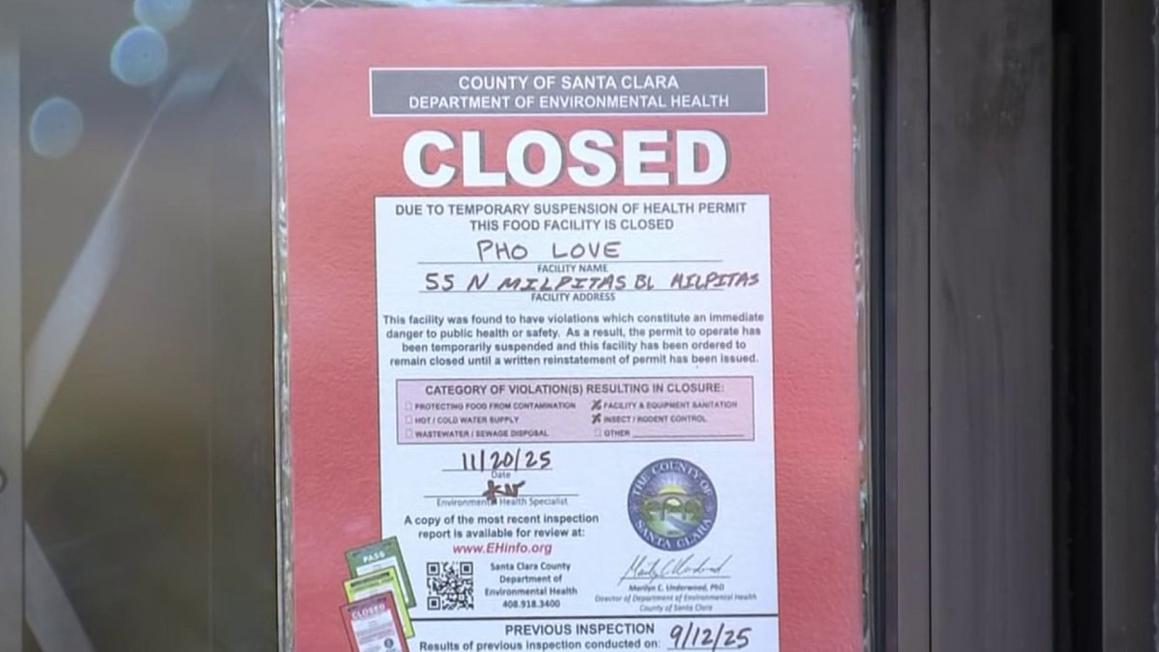 COUNTY OF SANTA CLARA
DEPARTMENT OF ENVIRONMENTAL HEALTH
CLOSED
DUE TO TEMPORARY SUSPENSION OF HEALTH PERMIT
THIS FOOD FACILITY IS CLOSED
PHO LOVE
FACILITY NAME
55 N MILPITAS BL MILPITAS
FACILITY ADDRESS
This facility was found to have violations which constitute an immediate
danger to public health or safety. As a result, the permit to operate has
been temporarily suspended and this facility has been ordered to
remain closed until a written reinstatement of permit has been issued.
CATEGORY OF VIOLATION(S) RESULTING IN CLOSURE:
PROTECTING FOOD FROM CONTAMINATION
FACILITY & EQUIPMENT SANITATION
HOT / COLD WATER SUPPLY
INSECT / RODENT CONTROL
WASTEWATER / SEWAGE DISPOSAL
OTHER
11/20/25
Date
Environmental Health Specialist
A copy of the most recent inspection
report is available for review at:
www.EHinfo.org
Santa Clara County
Department of
Environmental Health
408.918.3400
THE COUNTY OF
SANTA CLARA
Marilyn C. Underwood, PhD
Director of Department of Environmental Health
County of Santa Clara
PASS
CLOSED
PREVIOUS INSPECTION
Results of previous inspection conducted on: 9/12/25